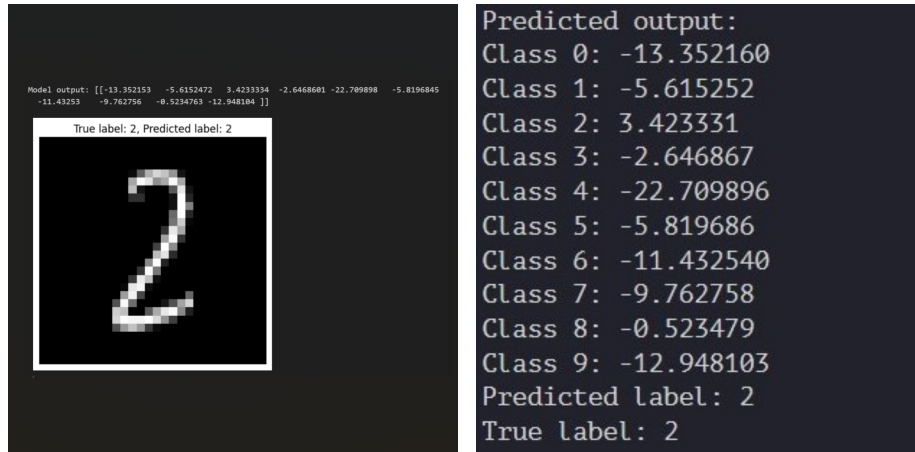 Model output: [[-13.352153 -5.6152472 3.4233334 -2.6468601 -22.709898 -5.8196845
-11.43253 -9.762756 -0.5234763 -12.948104 ]]
True label: 2, Predicted label: 2
2
Predicted output:
Class 0: -13.352160
Class 1: -5.615252
Class 2: 3.423331
Class 3: -2.646867
Class 4: -22.709896
Class 5: -5.819686
Class 6: -11.432540
Class 7: -9.762758
Class 8: -0.523479
Class 9: -12.948103
Predicted label: 2
True label: 2